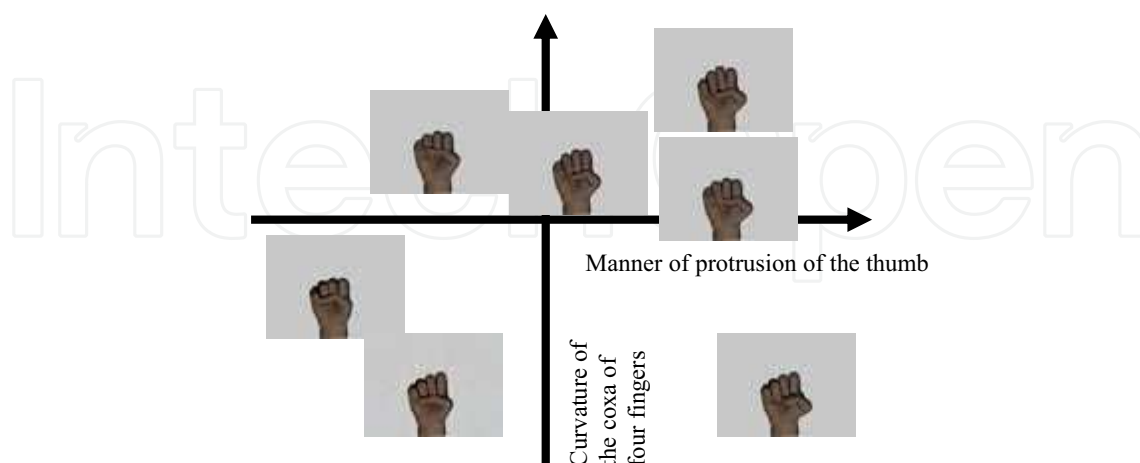 IntechOpen
Manner of protrusion of the thumb
Curvature of
the coxa of
four fingers